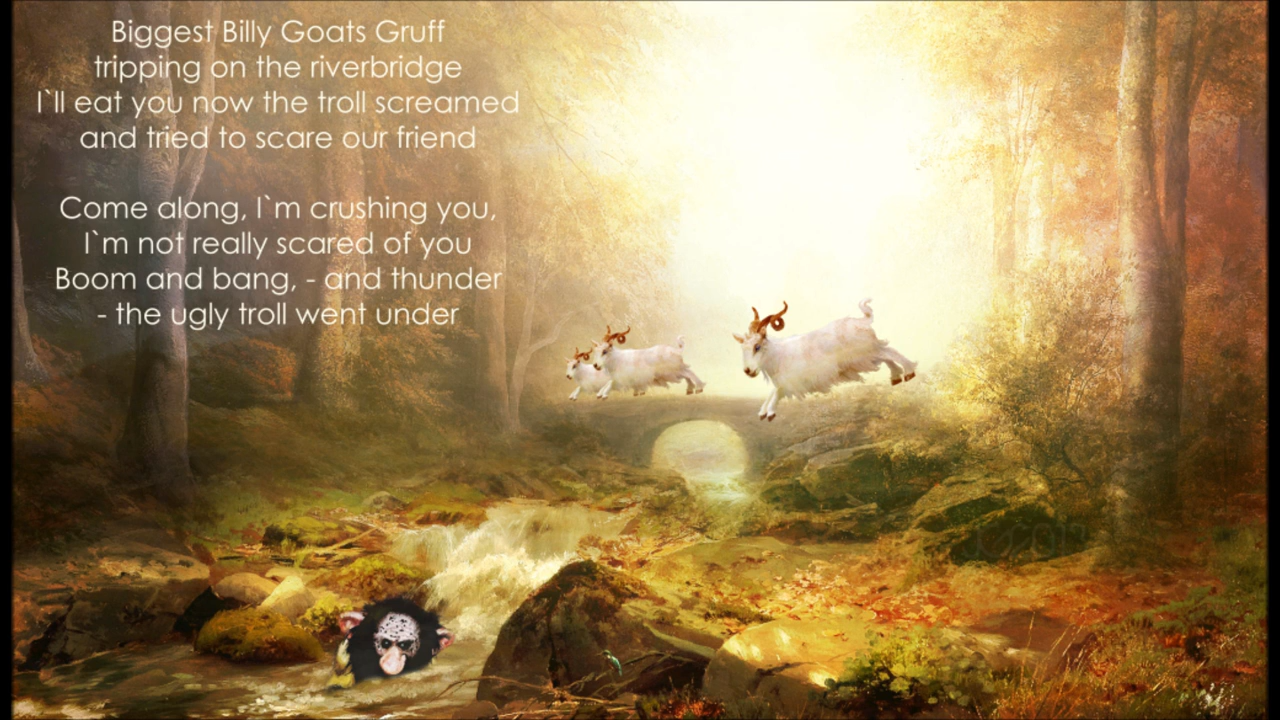 Biggest Billy Goats Gruff
tripping on the riverbridge
I`ll eat you now the troll screamed
and tried to scare our friend
Come along, I`m crushing you,
I`m not really scared of you
Boom and bang, - and thunder
- the ugly troll went under